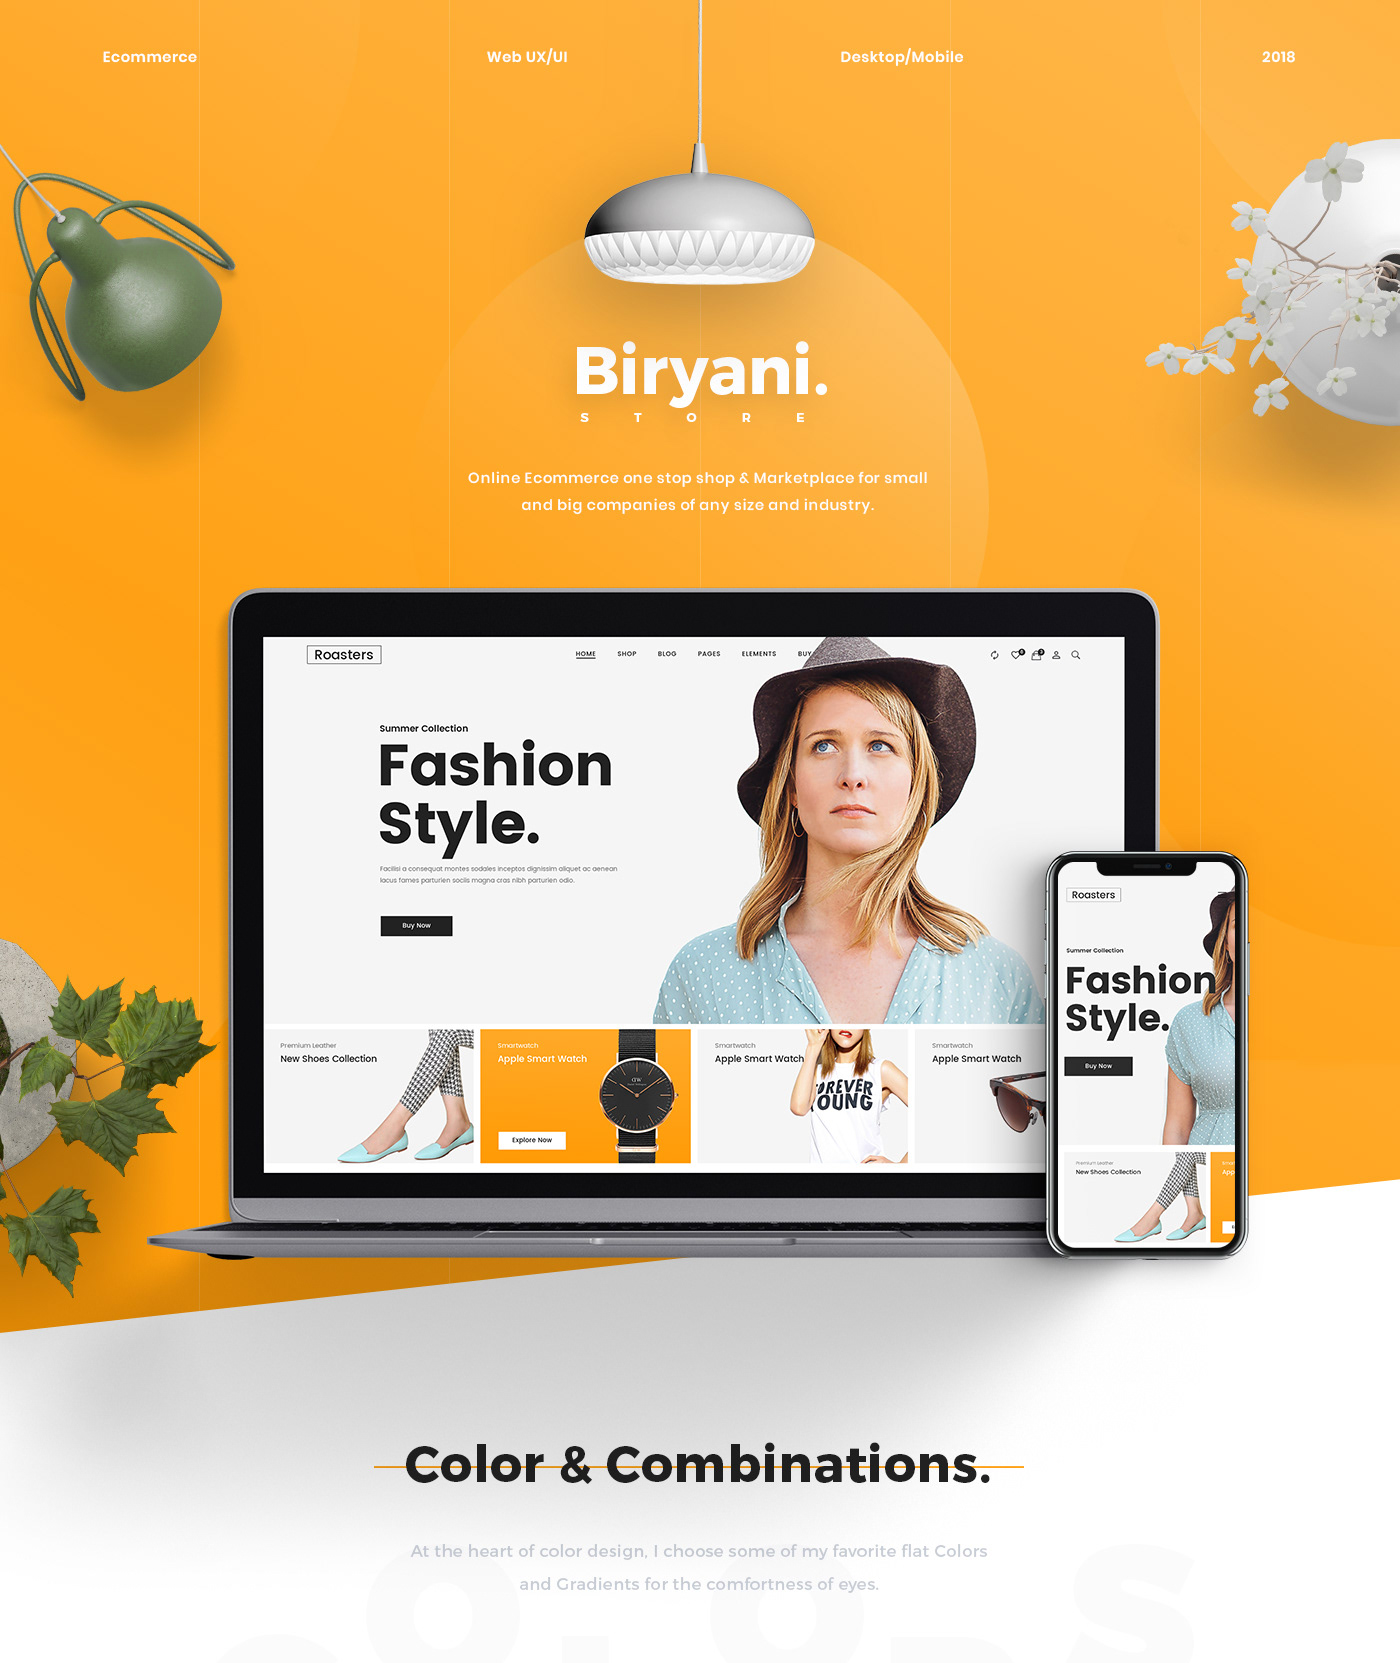 Ecommerce
Web UX/UI
Desktop/Mobile
2018
Biryani.
STORE
Online Ecommerce one stop shop & Marketplace for small
and big companies of any size and industry.
Roasters
HOME SHOP BLOG PAGES ELEMENTS BUY
Summer Collection
Fashion
Style.
Facilisi a consequat montes sodales inceptos dignissim aliquet ac aenean
lacus fames parturien sociis magna cras nibh parturien odio.
Buy Now
Premium Leather
New Shoes Collection
Smartwatch
Apple Smart Watch
Explore Now
DW
Smartwatch
Apple Smart Watch
FOREVER
YOUNG
Smartwatch
Apple Smart Watch
Roasters
Summer Collection
Fashion
Style.
Buy Now
Premium Leather
New Shoes Collection
Color & Combinations.
At the heart of color design, I choose some of my favorite flat Colors
and Gradients for the comfortness of eyes.